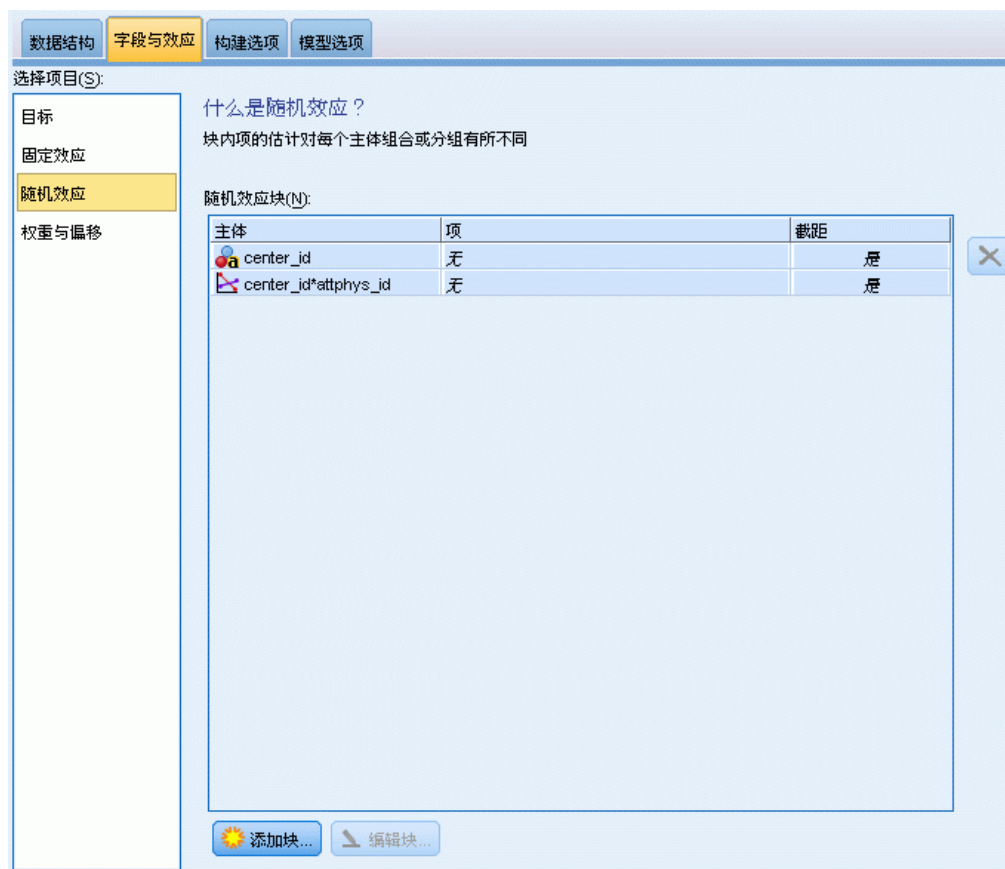 数据结构 字段与效应 构建选项 模型选项
选择项目(S):
目标
固定效应
随机效应
权重与偏移
什么是随机效应？
块内项的估计对每个主体组合或分组有所不同
随机效应块(N):
主体 项 截距
center_id 无 是
center_id*attphys_id 无 是
添加块... 编辑块...